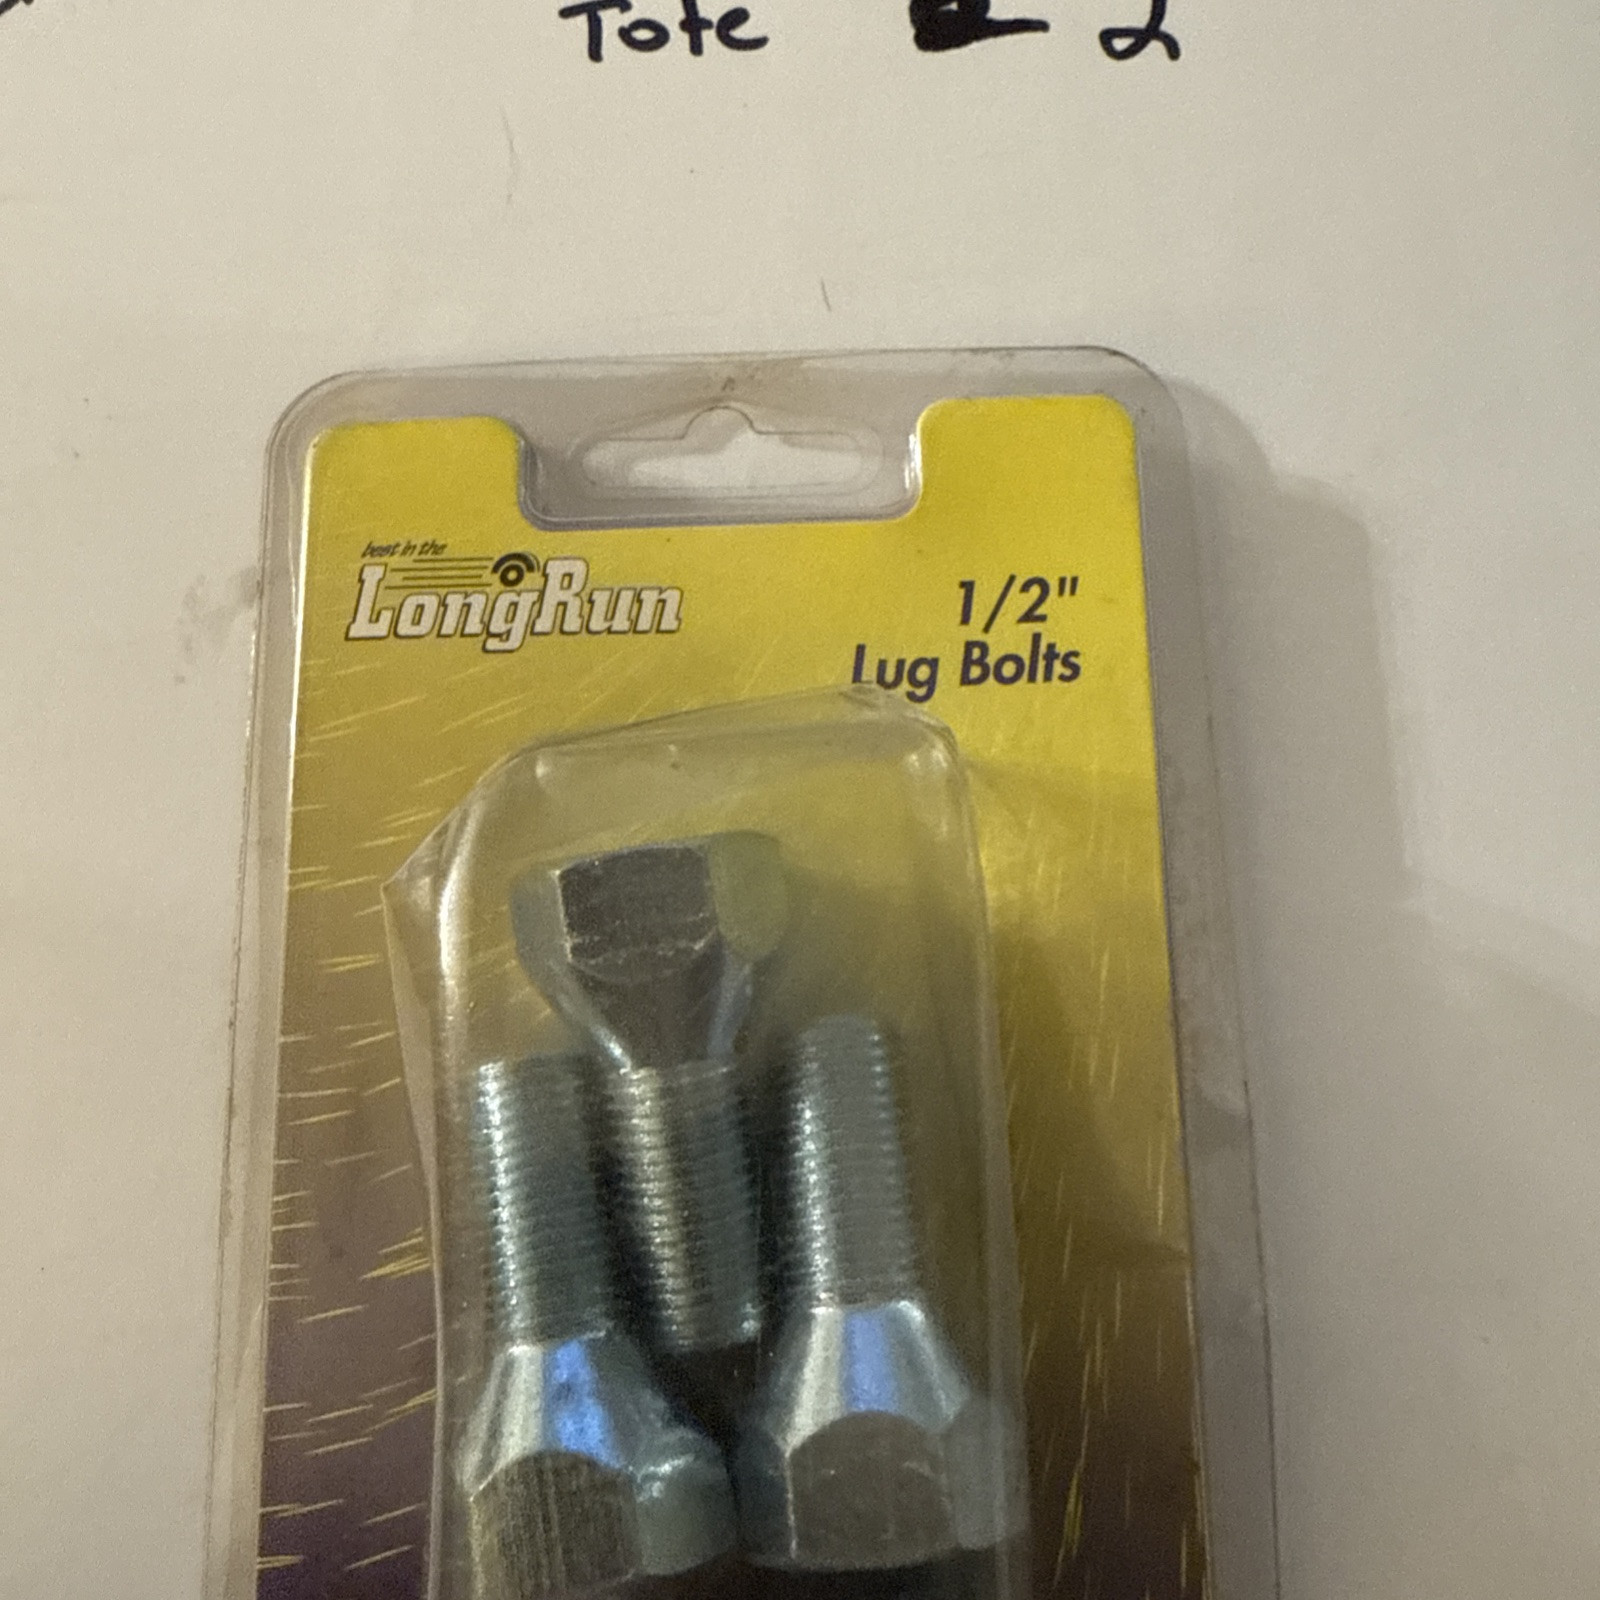 Tote 2
best in the
LongRun
1/2"
Lug Bolts